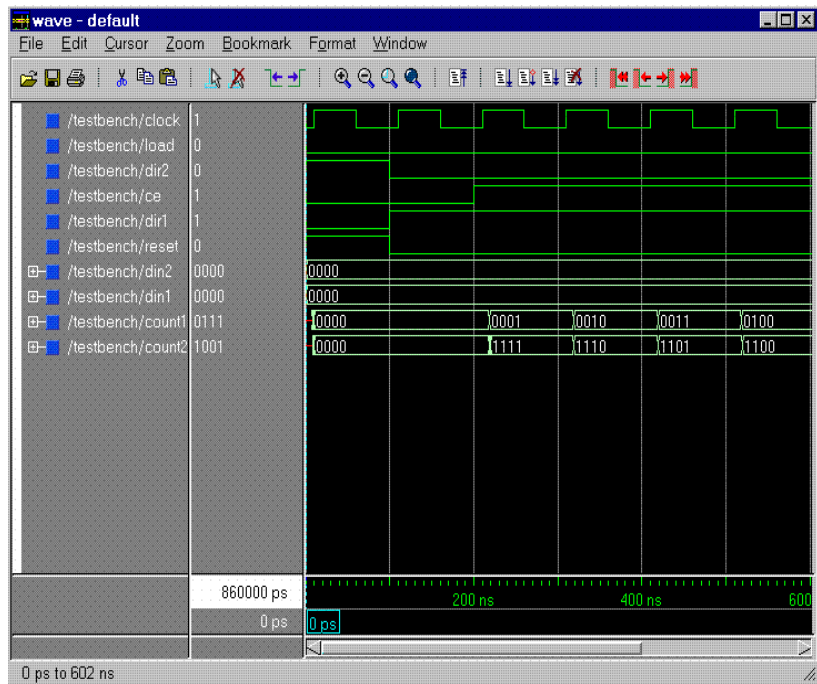 wave - default
File Edit Cursor Zoom Bookmark Format Window
/testbench/clock 1
/testbench/load 0
/testbench/dir2 0
/testbench/ce 1
/testbench/dir1 1
/testbench/reset 0
/testbench/din2 0000 0000
/testbench/din1 0000 0000
/testbench/count1 0111 0000 0001 0010 0011 0100
/testbench/count2 1001 0000 1111 1110 1101 1100
860000 ps 200 ns 400 ns 600
0 ps 0 ps
0 ps to 602 ns